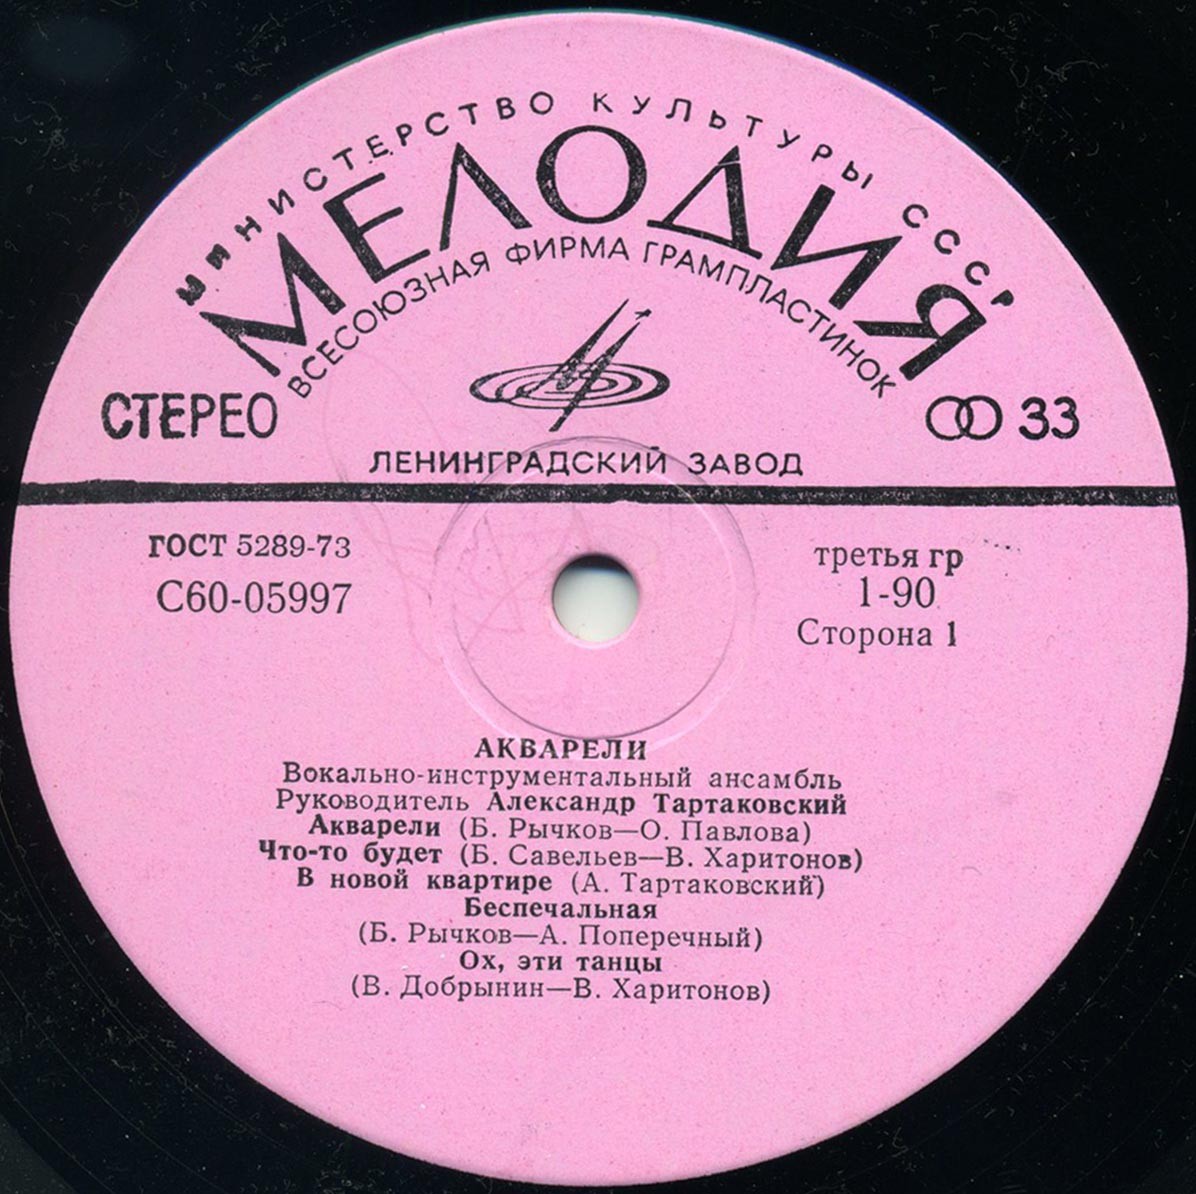 МИНИСТЕРСТВО КУЛЬТУРЫ СССР
МЕЛОДИЯ
ВСЕСОЮЗНАЯ ФИРМА ГРАМПЛАСТИНОК
СТЕРЕО
33
ЛЕНИНГРАДСКИЙ ЗАВОД
ГОСТ 5289-73
С60-05997
третья гр
1-90
Сторона 1
АКВАРЕЛИ
Вокально-инструментальный ансамбль
Руководитель Александр Тартаковский
Акварели (Б. Рычков—О. Павлова)
Что-то будет (Б. Савельев—В. Харитонов)
В новой квартире (А. Тартаковский)
Беспечальная
(Б. Рычков—А. Поперечный)
Ох, эти танцы
(В. Добрынин—В. Харитонов)